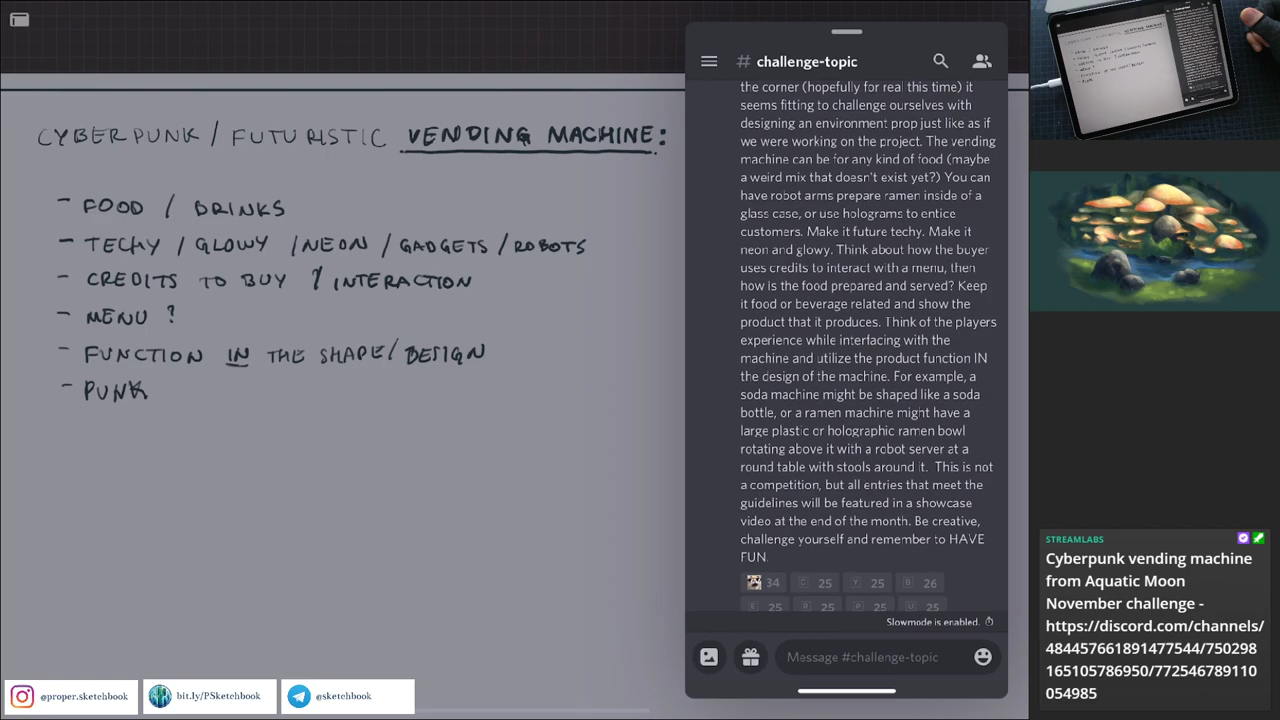 CYBERPUNK / FUTURISTIC VENDING MACHINE:
- FOOD / DRINKS
- TECHY / GLOWY / NEON / GADGETS / ROBOTS
- CREDITS TO BUY / INTERACTION
- MENU ?
- FUNCTION IN THE SHAPE / DESIGN
- PUNK
# challenge-topic
the corner (hopefully for real this time) it
seems fitting to challenge ourselves with
designing an environment prop just like as if
we were working on the project. The vending
machine can be for any kind of food (maybe
a weird mix that doesn't exist yet?) You can
have robot arms prepare ramen inside of a
glass case, or use holograms to entice
customers. Make it future techy. Make it
neon and glowy. Think about how the buyer
uses credits to interact with a menu, then
how is the food prepared and served? Keep
it food or beverage related and show the
product that it produces. Think of the players
experience while interfacing with the
machine and utilize the product function IN
the design of the machine. For example, a
soda machine might be shaped like a soda
bottle, or a ramen machine might have a
large plastic or holographic ramen bowl
rotating above it with a robot server at a
round table with stools around it. This is not
a competition, but all entries that meet the
guidelines will be featured in a showcase
video at the end of the month. Be creative,
challenge yourself and remember to HAVE
FUN.
34 C 25 Y 25 B 26
E 25 R 25 P 25 U 25
Slowmode is enabled.
Message #challenge-topic
STREAMLABS
Cyberpunk vending machine
from Aquatic Moon
November challenge -
https://discord.com/channels/
484457661891477544/750298
165105786950/772546789110
054985
@proper.sketchbook
bit.ly/PSketchbook
@sketchbook